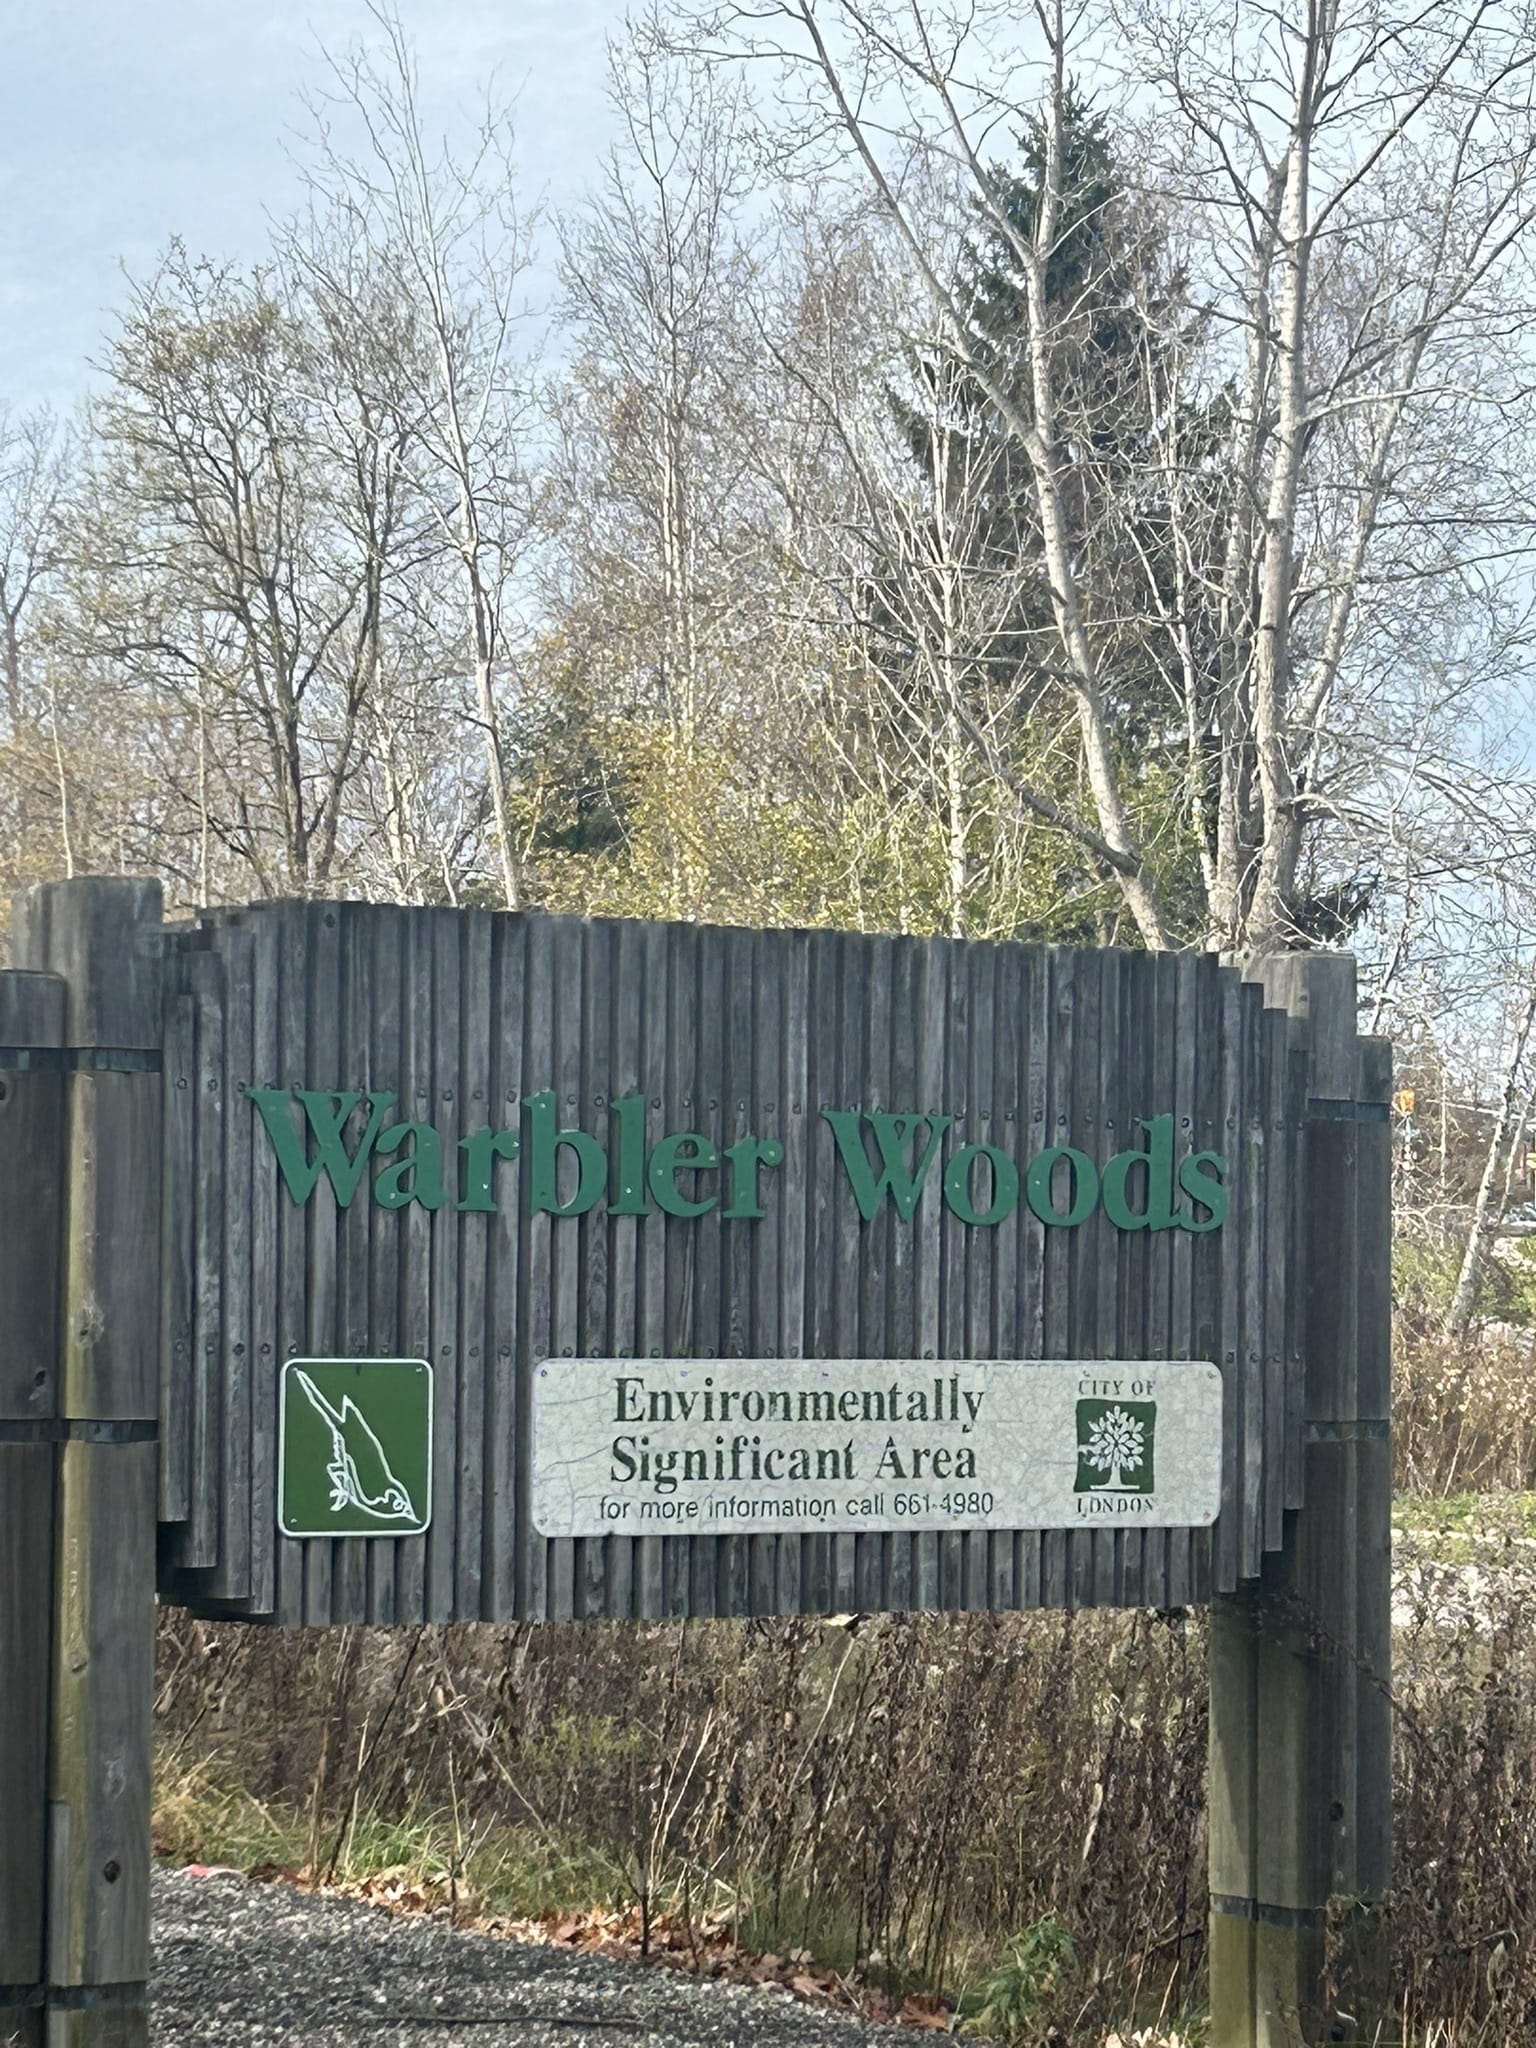 Warbler Woods
Environmentally
Significant Area
for more information call 661-4980
CITY OF
LONDON